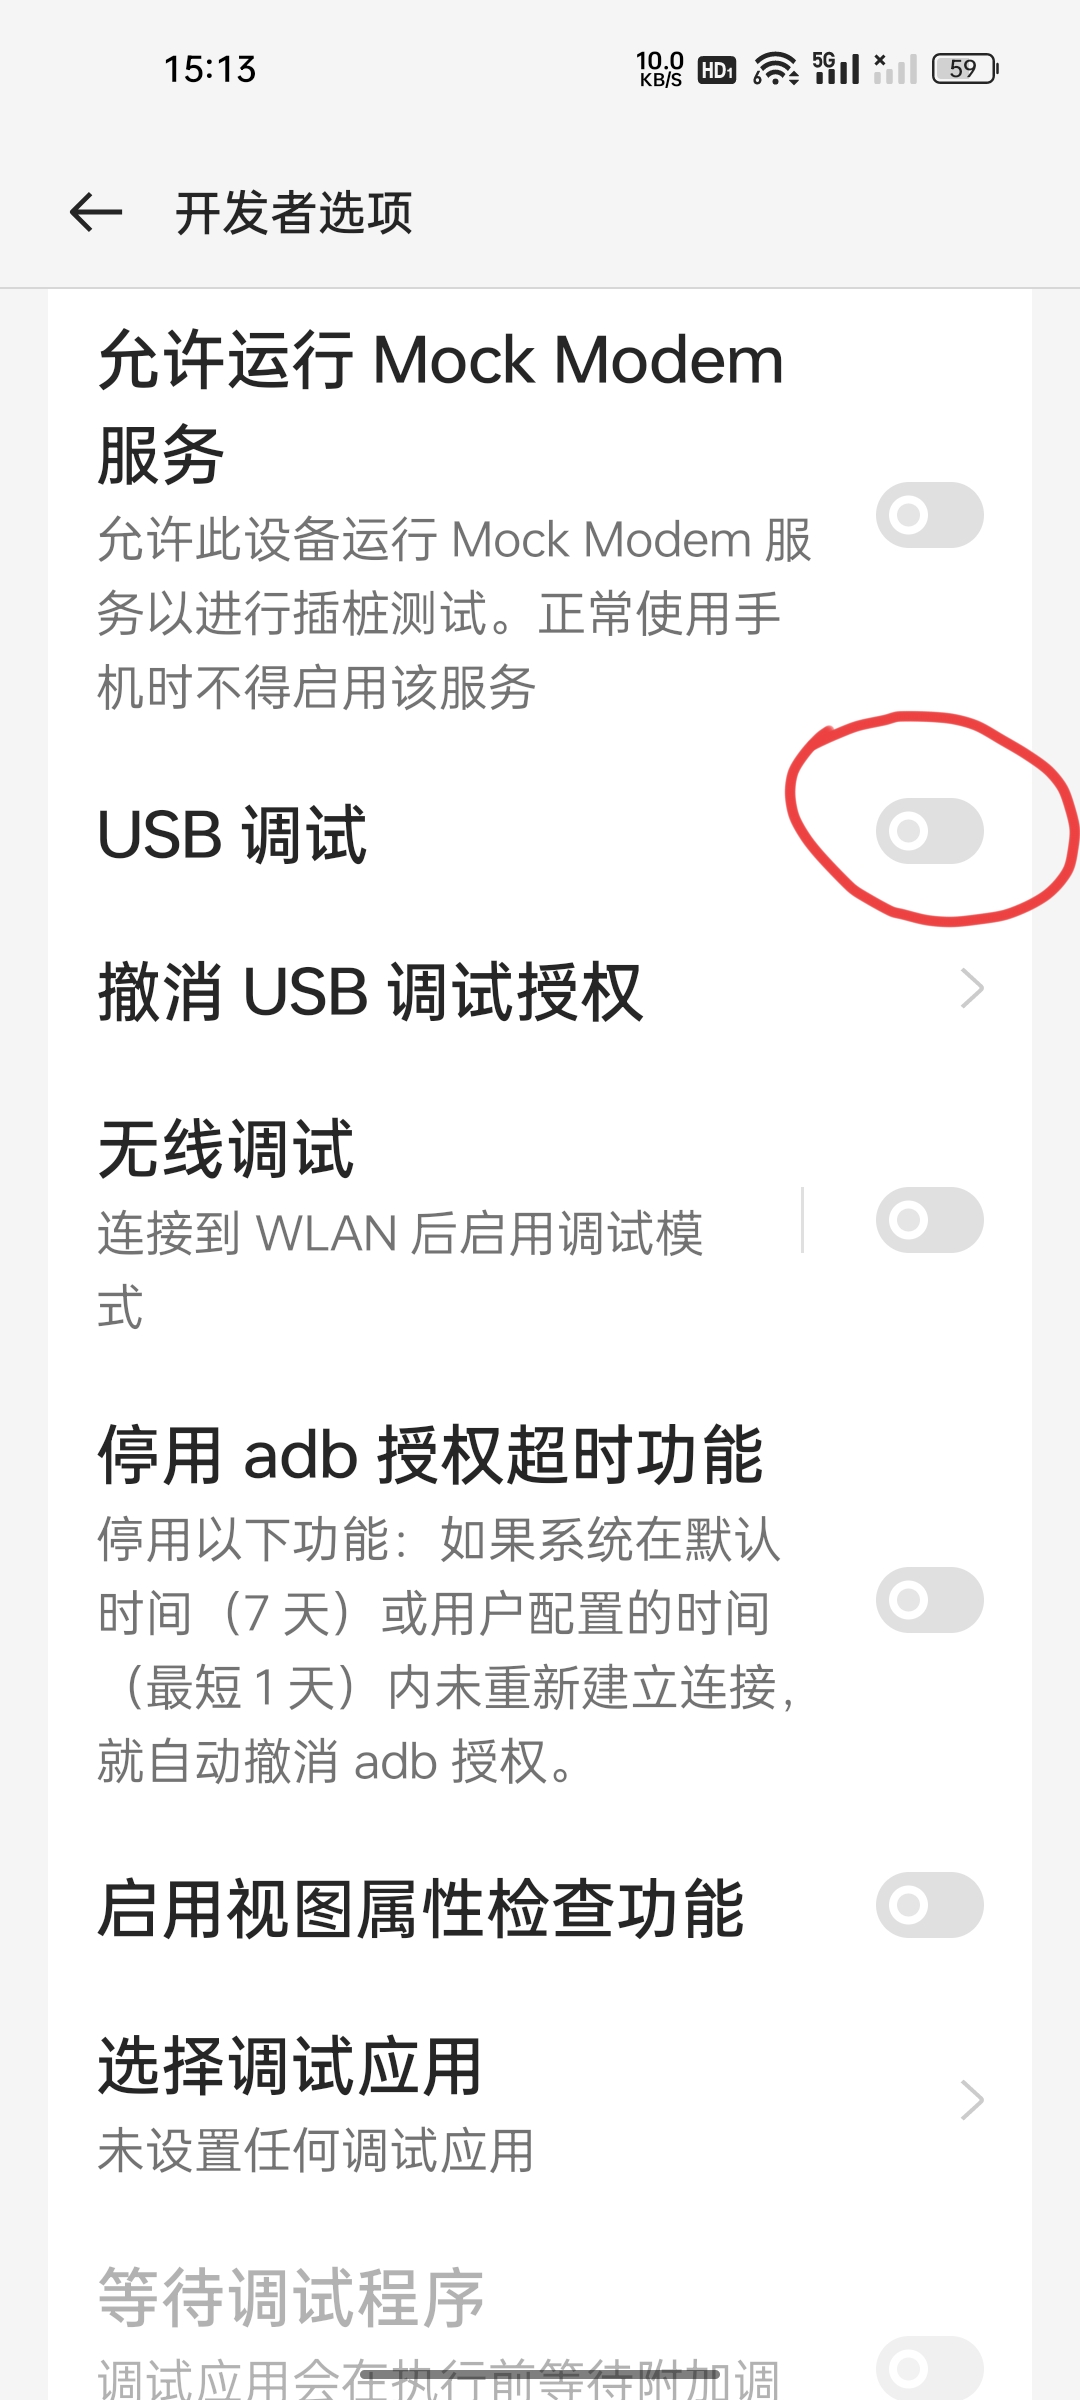 15:13
10.0
KB/S
HD1
6
5G
59
开发者选项
允许运行 Mock Modem
服务
允许此设备运行 Mock Modem 服
务以进行插桩测试。正常使用手
机时不得启用该服务
USB 调试
撤消 USB 调试授权
无线调试
连接到 WLAN 后启用调试模
式
停用 adb 授权超时功能
停用以下功能：如果系统在默认
时间（7 天）或用户配置的时间
（最短 1 天）内未重新建立连接，
就自动撤消 adb 授权。
启用视图属性检查功能
选择调试应用
未设置任何调试应用
等待调试程序
调试应用会在执行前等待附加调